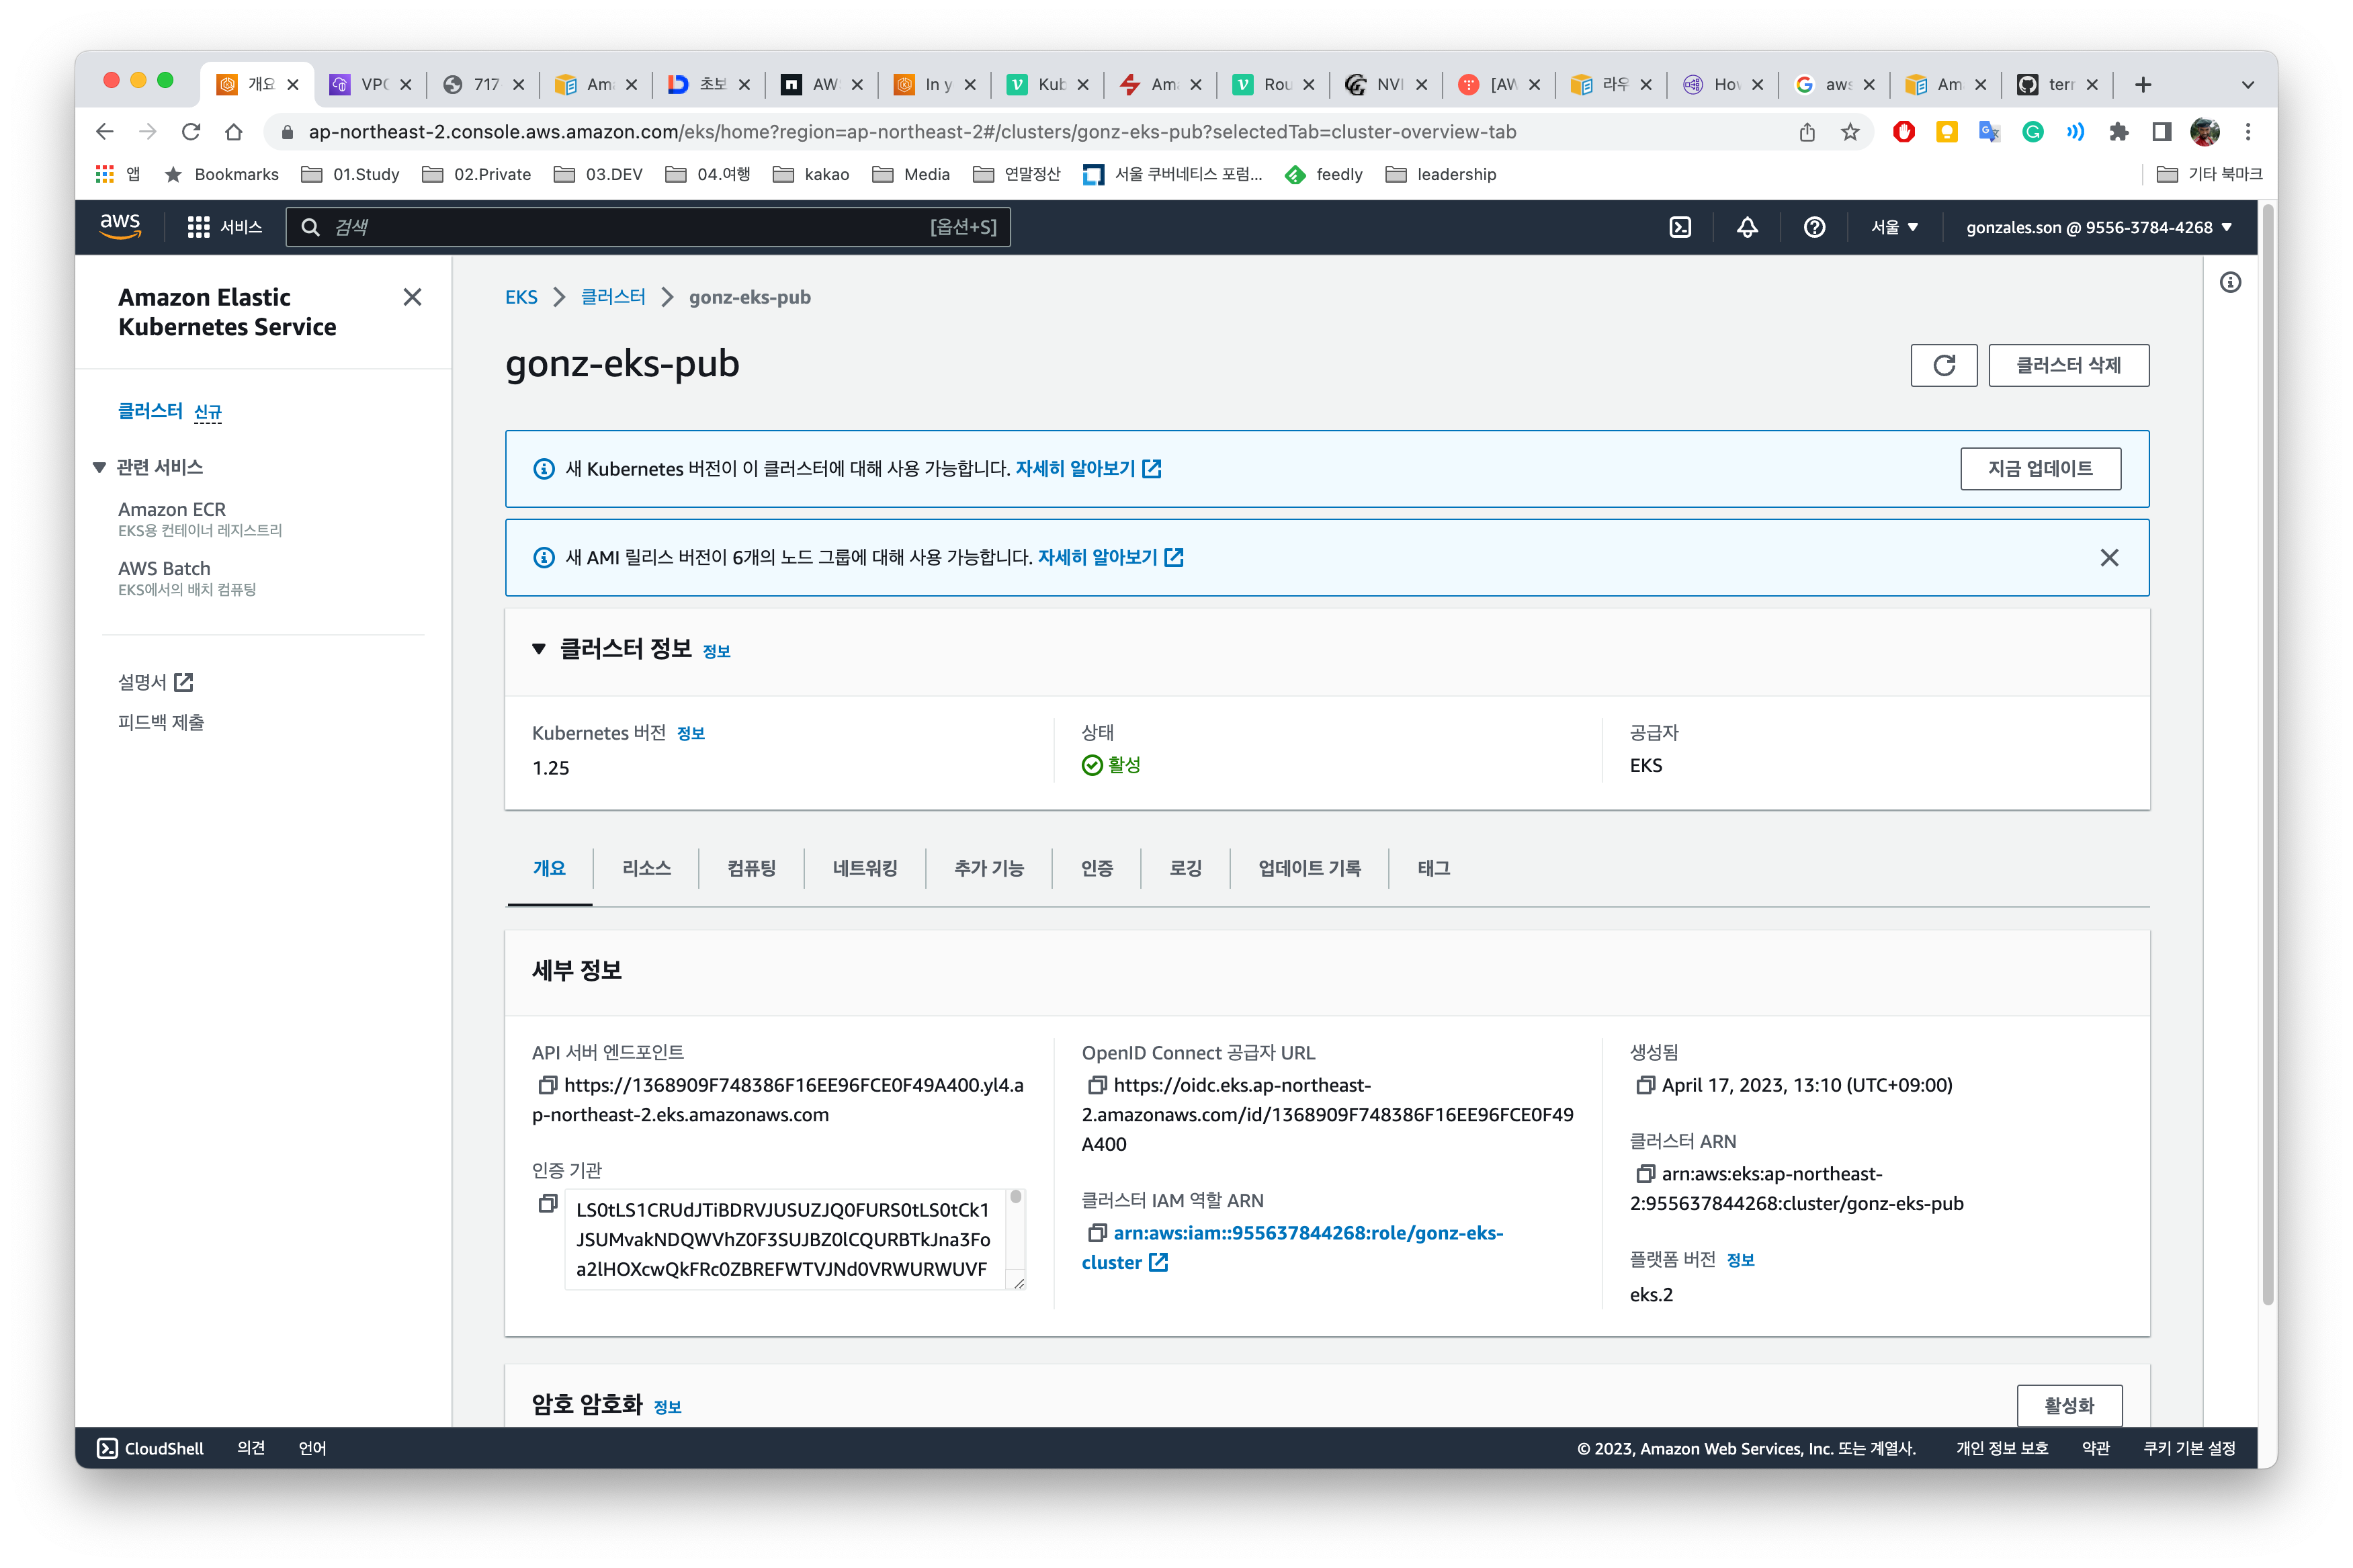 개요
VPC
717
Am
초보
AW
In y
Kub
Am
Rou
NVI
[AW
라우
How
aws
Am
terr
ap-northeast-2.console.aws.amazon.com/eks/home?region=ap-northeast-2#/clusters/gonz-eks-pub?selectedTab=cluster-overview-tab
앱
Bookmarks
01.Study
02.Private
03.DEV
04.여행
kakao
Media
연말정산
서울 쿠버네티스 포럼...
feedly
leadership
기타 북마크
aws
서비스
검색
[옵션+S]
서울
gonzales.son @ 9556-3784-4268
Amazon Elastic
Kubernetes Service
클러스터 신규
관련 서비스
Amazon ECR
EKS용 컨테이너 레지스트리
AWS Batch
EKS에서의 배치 컴퓨팅
설명서
피드백 제출
EKS
클러스터
gonz-eks-pub
gonz-eks-pub
클러스터 삭제
새 Kubernetes 버전이 이 클러스터에 대해 사용 가능합니다. 자세히 알아보기
지금 업데이트
새 AMI 릴리스 버전이 6개의 노드 그룹에 대해 사용 가능합니다. 자세히 알아보기
클러스터 정보 정보
Kubernetes 버전 정보
1.25
상태
활성
공급자
EKS
개요
리소스
컴퓨팅
네트워킹
추가 기능
인증
로깅
업데이트 기록
태그
세부 정보
API 서버 엔드포인트
https://1368909F748386F16EE96FCE0F49A400.yl4.a
p-northeast-2.eks.amazonaws.com
인증 기관
LS0tLS1CRUdJTiBDRVJUSUZJQ0FURS0tLS0tCk1
JSUMvakNDQWVhZ0F3SUJBZ0lCQURBTkJna3Fo
a2lHOXcwQkFRc0ZBREFWTVJNd0VRWURWUVF
OpenID Connect 공급자 URL
https://oidc.eks.ap-northeast-
2.amazonaws.com/id/1368909F748386F16EE96FCE0F49
A400
클러스터 IAM 역할 ARN
arn:aws:iam::955637844268:role/gonz-eks-
cluster
생성됨
April 17, 2023, 13:10 (UTC+09:00)
클러스터 ARN
arn:aws:eks:ap-northeast-
2:955637844268:cluster/gonz-eks-pub
플랫폼 버전 정보
eks.2
암호 암호화 정보
활성화
CloudShell
의견
언어
© 2023, Amazon Web Services, Inc. 또는 계열사.
개인 정보 보호
약관
쿠키 기본 설정